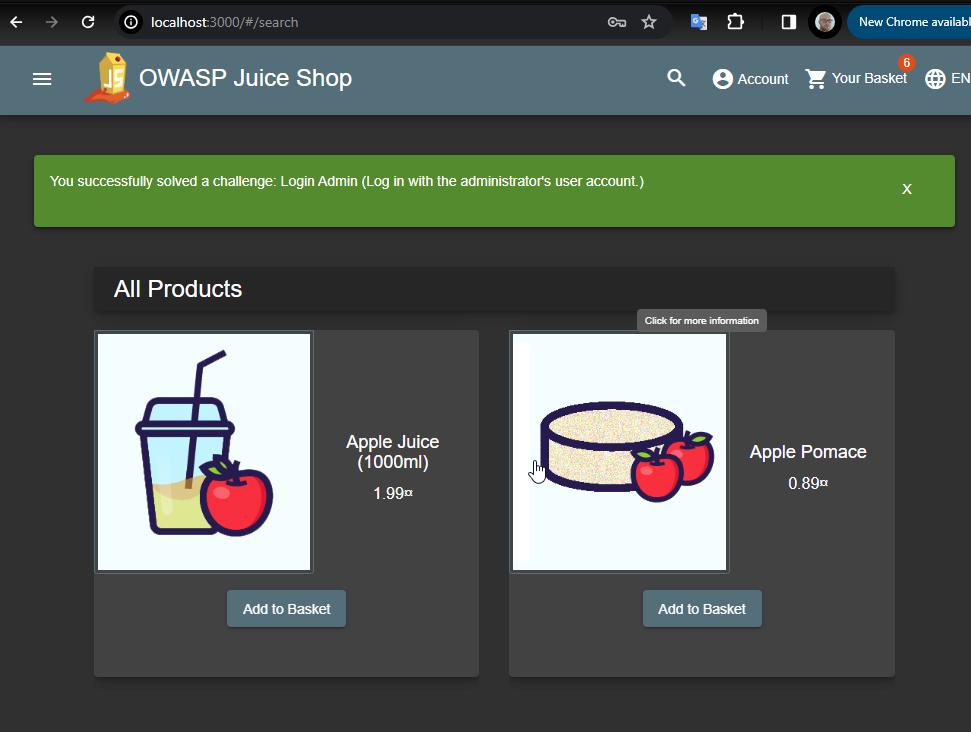 localhost:3000/#/search
New Chrome availabl
JS
OWASP Juice Shop
Account
Your Basket
6
EN
You successfully solved a challenge: Login Admin (Log in with the administrator's user account.)
X
All Products
Click for more information
Apple Juice
(1000ml)
1.99¤
Apple Pomace
0.89¤
Add to Basket
Add to Basket